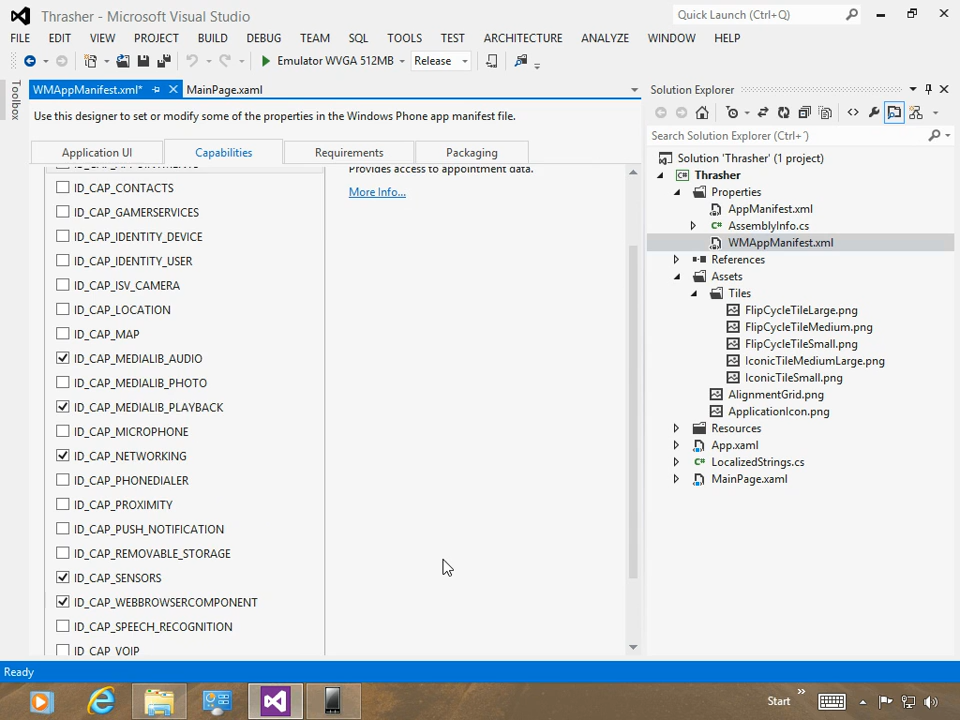 Thrasher - Microsoft Visual Studio
Quick Launch (Ctrl+Q)
FILE EDIT VIEW PROJECT BUILD DEBUG TEAM SQL TOOLS TEST ARCHITECTURE ANALYZE WINDOW HELP
Emulator WVGA 512MB Release
Toolbox
WMAppManifest.xml*
MainPage.xaml
Use this designer to set or modify some of the properties in the Windows Phone app manifest file.
Application UI
Capabilities
Requirements
Packaging
ID_CAP_APPOINTMENTS
ID_CAP_CONTACTS
ID_CAP_GAMERSERVICES
ID_CAP_IDENTITY_DEVICE
ID_CAP_IDENTITY_USER
ID_CAP_ISV_CAMERA
ID_CAP_LOCATION
ID_CAP_MAP
ID_CAP_MEDIALIB_AUDIO
ID_CAP_MEDIALIB_PHOTO
ID_CAP_MEDIALIB_PLAYBACK
ID_CAP_MICROPHONE
ID_CAP_NETWORKING
ID_CAP_PHONEDIALER
ID_CAP_PROXIMITY
ID_CAP_PUSH_NOTIFICATION
ID_CAP_REMOVABLE_STORAGE
ID_CAP_SENSORS
ID_CAP_WEBBROWSERCOMPONENT
ID_CAP_SPEECH_RECOGNITION
ID_CAP_VOIP
Provides access to appointment data.
More Info...
Solution Explorer
Search Solution Explorer (Ctrl+´)
Solution 'Thrasher' (1 project)
Thrasher
Properties
AppManifest.xml
AssemblyInfo.cs
WMAppManifest.xml
References
Assets
Tiles
FlipCycleTileLarge.png
FlipCycleTileMedium.png
FlipCycleTileSmall.png
IconicTileMediumLarge.png
IconicTileSmall.png
AlignmentGrid.png
ApplicationIcon.png
Resources
App.xaml
LocalizedStrings.cs
MainPage.xaml
Ready
Start